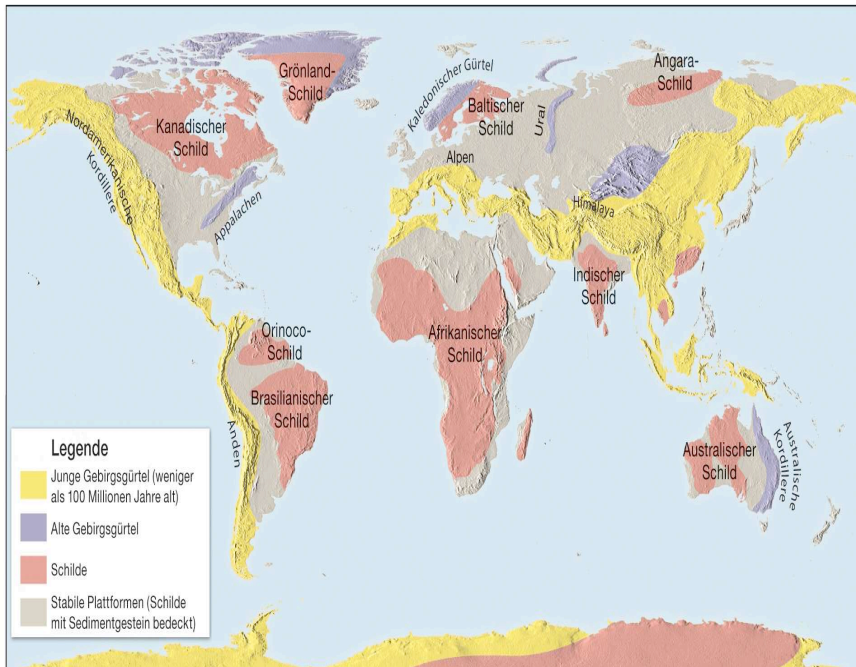 Grönland-
Schild
Kaledonischer Gürtel
Angara-
Schild
Kanadischer
Schild
Baltischer
Schild
Ural
Nordamerikanische
Kordillere
Alpen
Appalachen
Himalaya
Indischer
Schild
Orinoco-
Schild
Afrikanischer
Schild
Brasilianischer
Schild
Anden
Australischer
Schild
Australische
Kordillere
Legende
Junge Gebirgsgürtel (weniger
als 100 Millionen Jahre alt)
Alte Gebirgsgürtel
Schilde
Stabile Plattformen (Schilde
mit Sedimentgestein bedeckt)